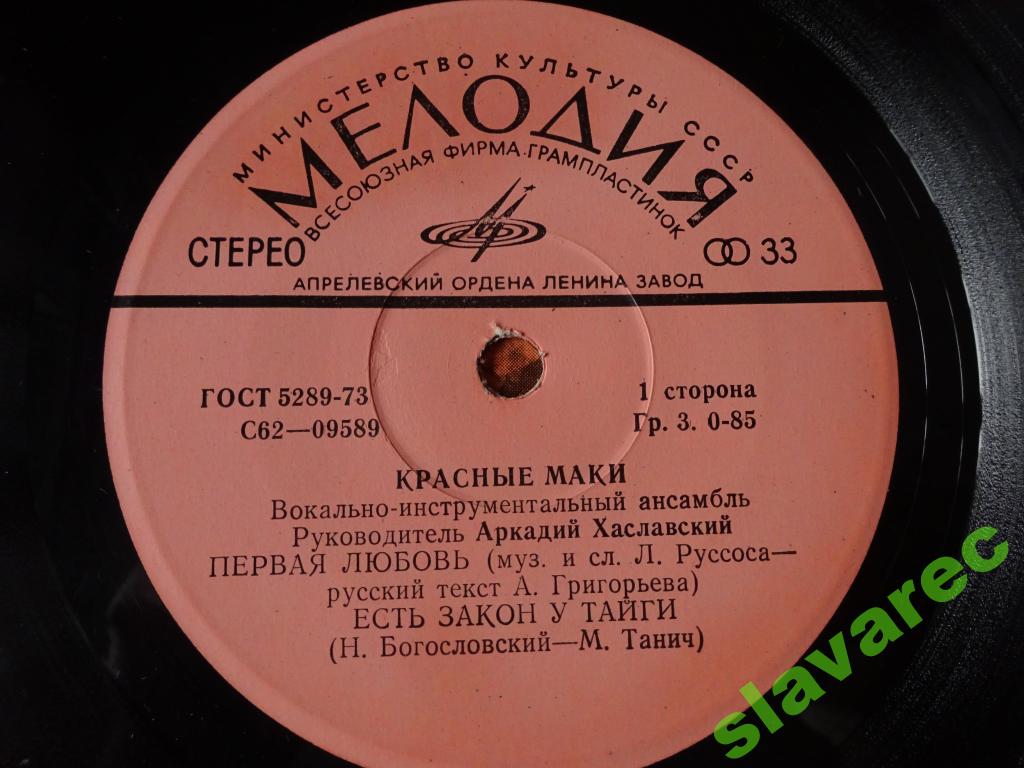 МИНИСТЕРСТВО КУЛЬТУРЫ СССР
МЕЛОДИЯ
ВСЕСОЮЗНАЯ ФИРМА ГРАМПЛАСТИНОК
СТЕРЕО
33
АПРЕЛЕВСКИЙ ОРДЕНА ЛЕНИНА ЗАВОД
ГОСТ 5289-73
1 сторона
С62—09589
Гр. 3. 0-85
КРАСНЫЕ МАКИ
Вокально-инструментальный ансамбль
Руководитель Аркадий Хаславский
ПЕРВАЯ ЛЮБОВЬ (муз. и сл. Л. Руссоса—
русский текст А. Григорьева)
ЕСТЬ ЗАКОН У ТАЙГИ
(Н. Богословский—М. Танич)
slavarec